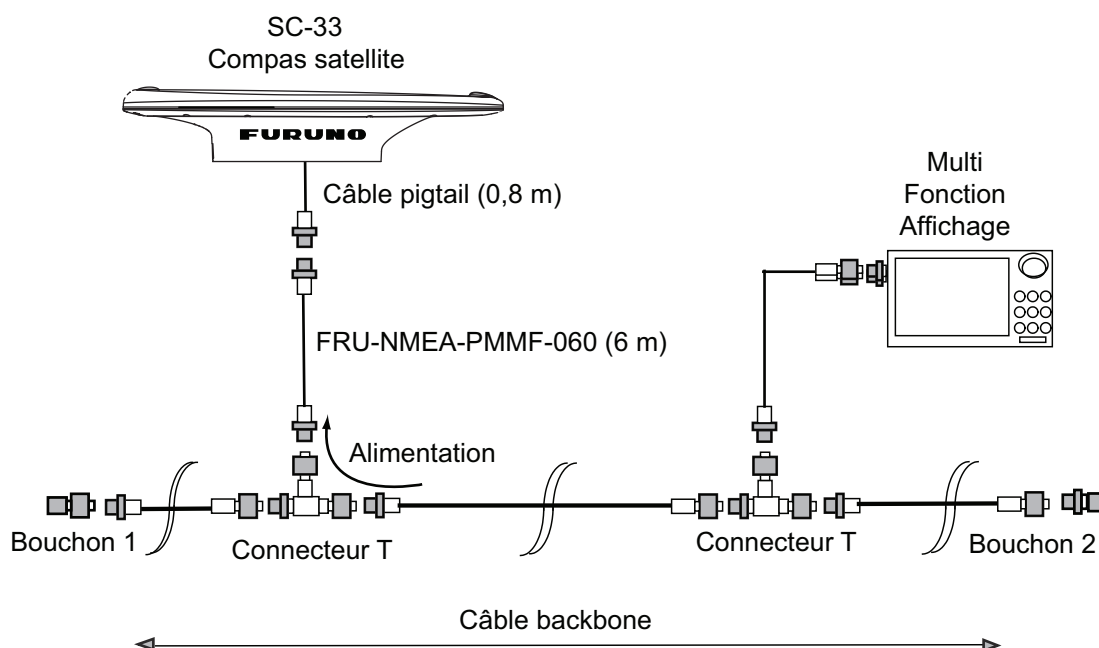 SC-33
Compas satellite
FURUNO
Câble pigtail (0,8 m)
Multi
Fonction
Affichage
FRU-NMEA-PMMF-060 (6 m)
Alimentation
Bouchon 1
Connecteur T
Connecteur T
Bouchon 2
Câble backbone